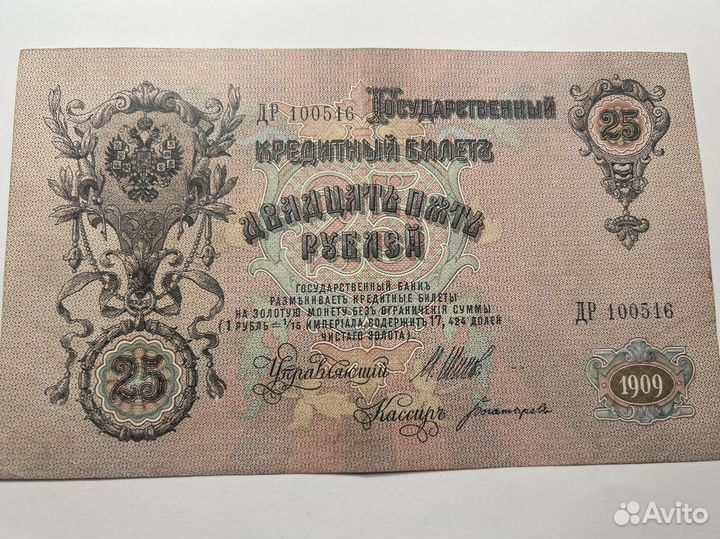 ДР 100516 Государственный
25
Кредитный Билетъ
25
Двадцать пять
Рублей
Государственный Банкъ
размѣниваетъ кредитные билеты
на золотую монету безъ ограниченія суммы
(1 рубль = 1/15 имперіала, содержитъ 17,424 долей
чистаго золота).
ДР 100516
Управляющій
25
1909
Кассиръ
Avito